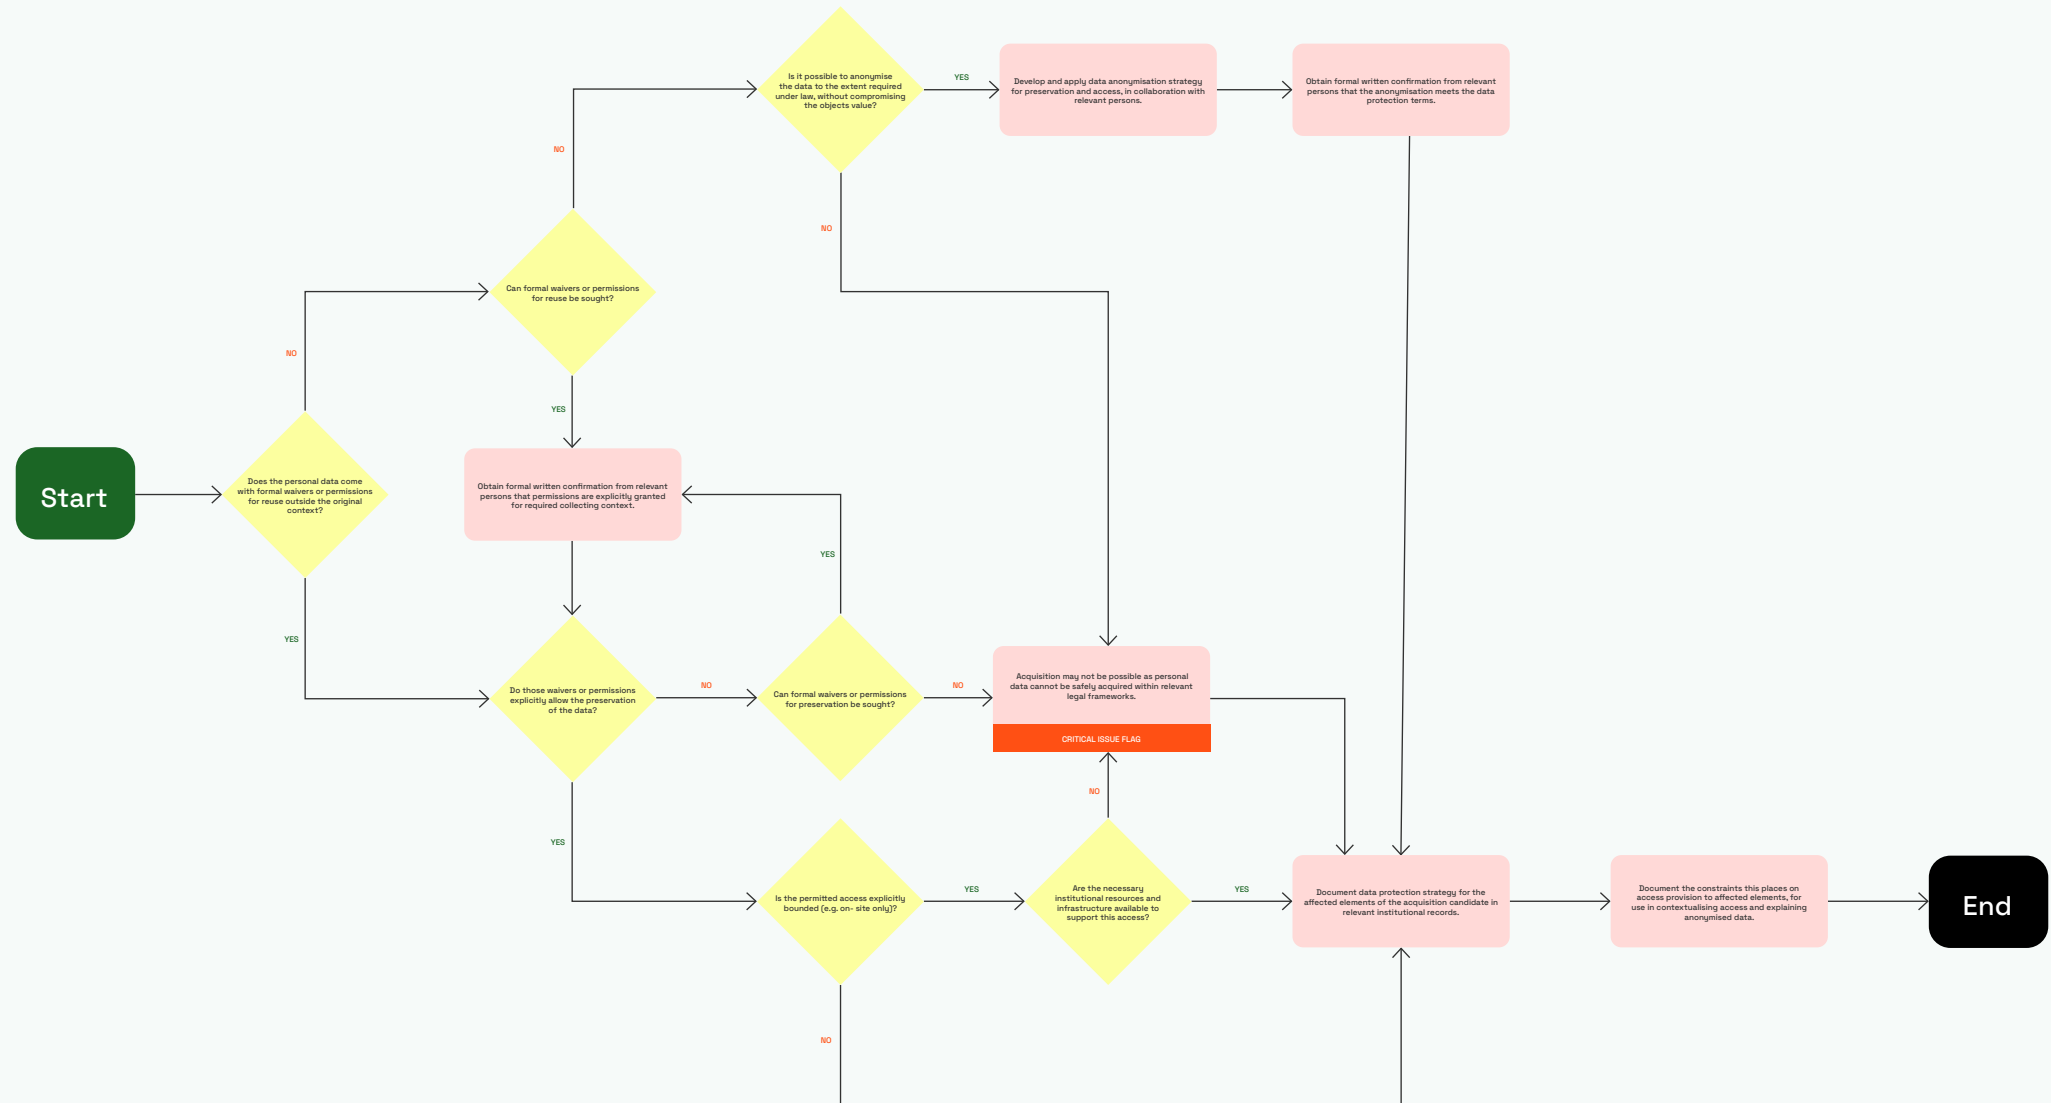 Is it possible to anonymise
the data to the extent required
under law, without compromising
the objects value?
YES
Develop and apply data anonymisation strategy
for preservation and access, in collaboration with
relevant persons.
Obtain formal written confirmation from relevant
persons that the anonymisation meets the data
protection terms.
NO
NO
Can formal waivers or permissions
for reuse be sought?
NO
YES
Start
Does the personal data come
with formal waivers or permissions
for reuse outside the original
context?
Obtain formal written confirmation from relevant
persons that permissions are explicitly granted
for required collecting context.
YES
YES
Do those waivers or permissions
explicitly allow the preservation
of the data?
NO
Can formal waivers or permissions
for preservation be sought?
NO
Acquisition may not be possible as personal
data cannot be safely acquired within relevant
legal frameworks.
CRITICAL ISSUE FLAG
NO
YES
Is the permitted access explicitly
bounded (e.g. on- site only)?
YES
Are the necessary
institutional resources and
infrastructure available to
support this access?
YES
Document data protection strategy for the
affected elements of the acquisition candidate in
relevant institutional records.
Document the constraints this places on
access provision to affected elements, for
use in contextualising access and explaining
anonymised data.
End
NO